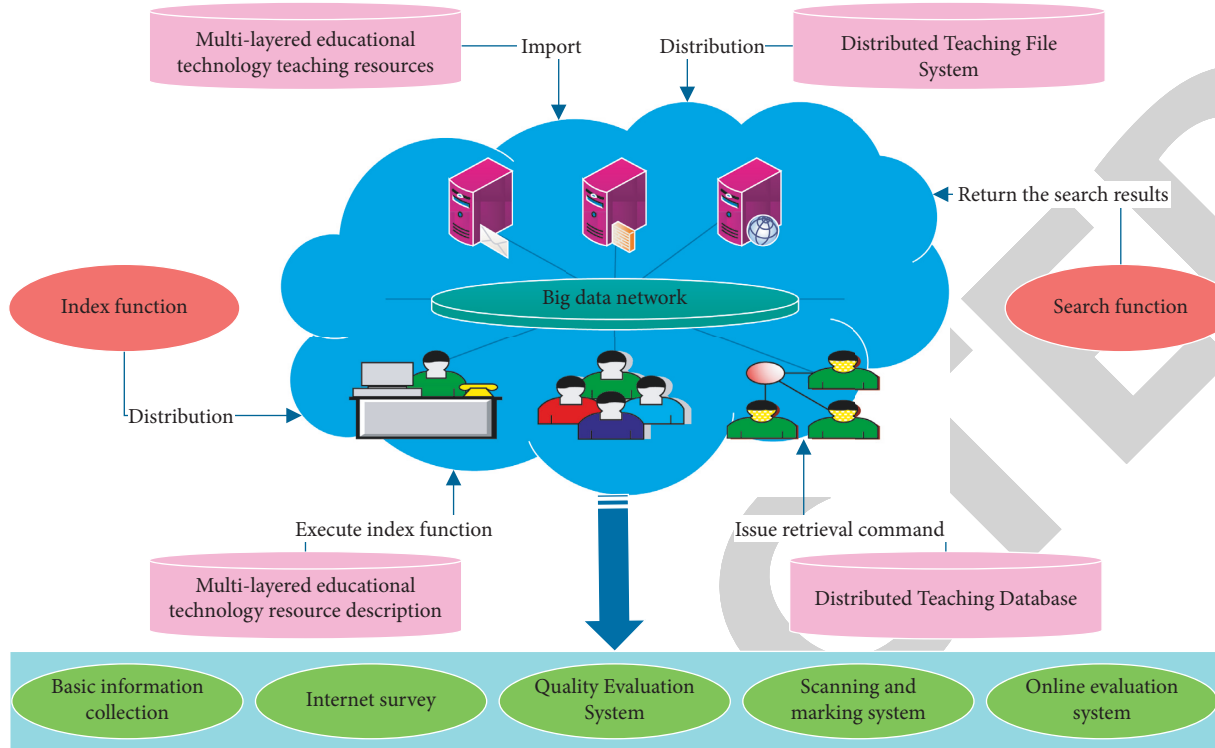 Multi-layered educational
technology teaching resources
Import
Distribution
Distributed Teaching File
System
Return the search results
Index function
Big data network
Search function
Distribution
Execute index function
Issue retrieval command
Multi-layered educational
technology resource description
Distributed Teaching Database
Basic information
collection
Internet survey
Quality Evaluation
System
Scanning and
marking system
Online evaluation
system